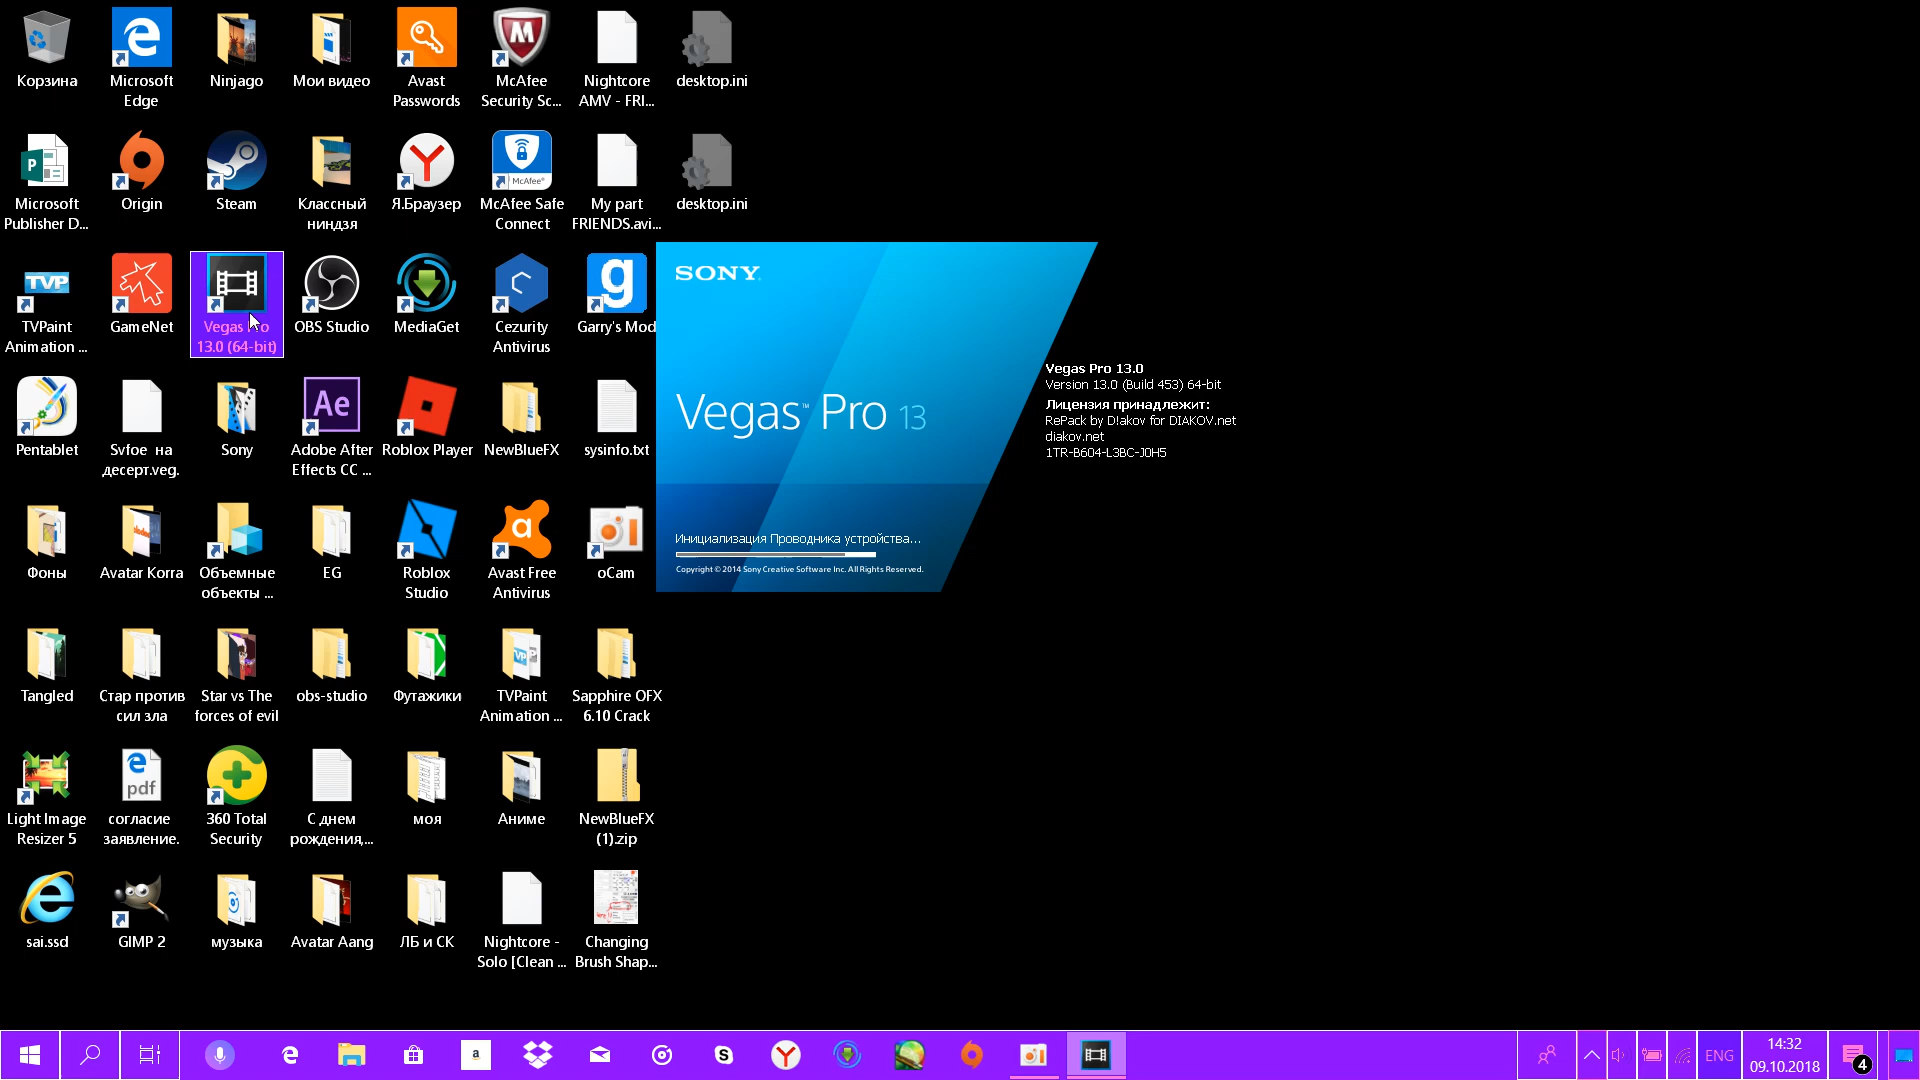 Корзина
Microsoft
Edge
Ninjago
Мои видео
Avast
Passwords
McAfee
Security Sc...
Nightcore
AMV - FRI...
desktop.ini
Microsoft
Publisher D...
Origin
Steam
Классный
ниндзя
Я.Браузер
McAfee Safe
Connect
My part
FRIENDS.avi...
desktop.ini
TVPaint
Animation ...
GameNet
Vegas Pro
13.0 (64-bit)
OBS Studio
MediaGet
Cezurity
Antivirus
Garry's Mod
Pentablet
Svfoe на
десерт.veg.
Sony
Adobe After
Effects CC ...
Roblox Player
NewBlueFX
sysinfo.txt
Фоны
Avatar Korra
Объемные
объекты ...
EG
Roblox
Studio
Avast Free
Antivirus
oCam
Tangled
Стар против
сил зла
Star vs The
forces of evil
obs-studio
Футажики
TVPaint
Animation ...
Sapphire OFX
6.10 Crack
Light Image
Resizer 5
согласие
заявление.
360 Total
Security
С днем
рождения,...
моя
Аниме
NewBlueFX
(1).zip
sai.ssd
GIMP 2
музыка
Avatar Aang
ЛБ и СК
Nightcore -
Solo [Clean ...
Changing
Brush Shap...
SONY
Vegas™ Pro 13
Инициализация Проводника устройства...
Copyright © 2014 Sony Creative Software Inc. All Rights Reserved.
Vegas Pro 13.0
Version 13.0 (Build 453) 64-bit
Лицензия принадлежит:
RePack by D!akov for DIAKOV.net
diakov.net
1TR-B604-L3BC-J0H5
TVP
McAfee
Ae
pdf
ENG
14:32
09.10.2018
4